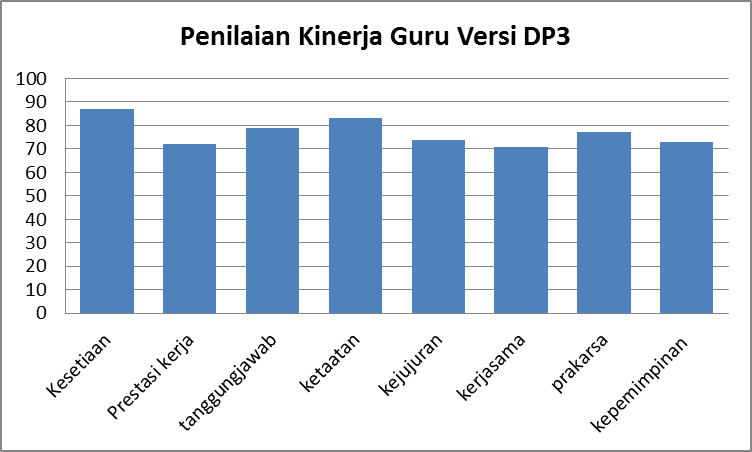 Penilaian Kinerja Guru Versi DP3
100
90
80
70
60
50
40
30
20
10
0
Kesetiaan
Prestasi kerja
tanggungjawab
ketaatan
kejujuran
kerjasama
prakarsa
kepemimpinan